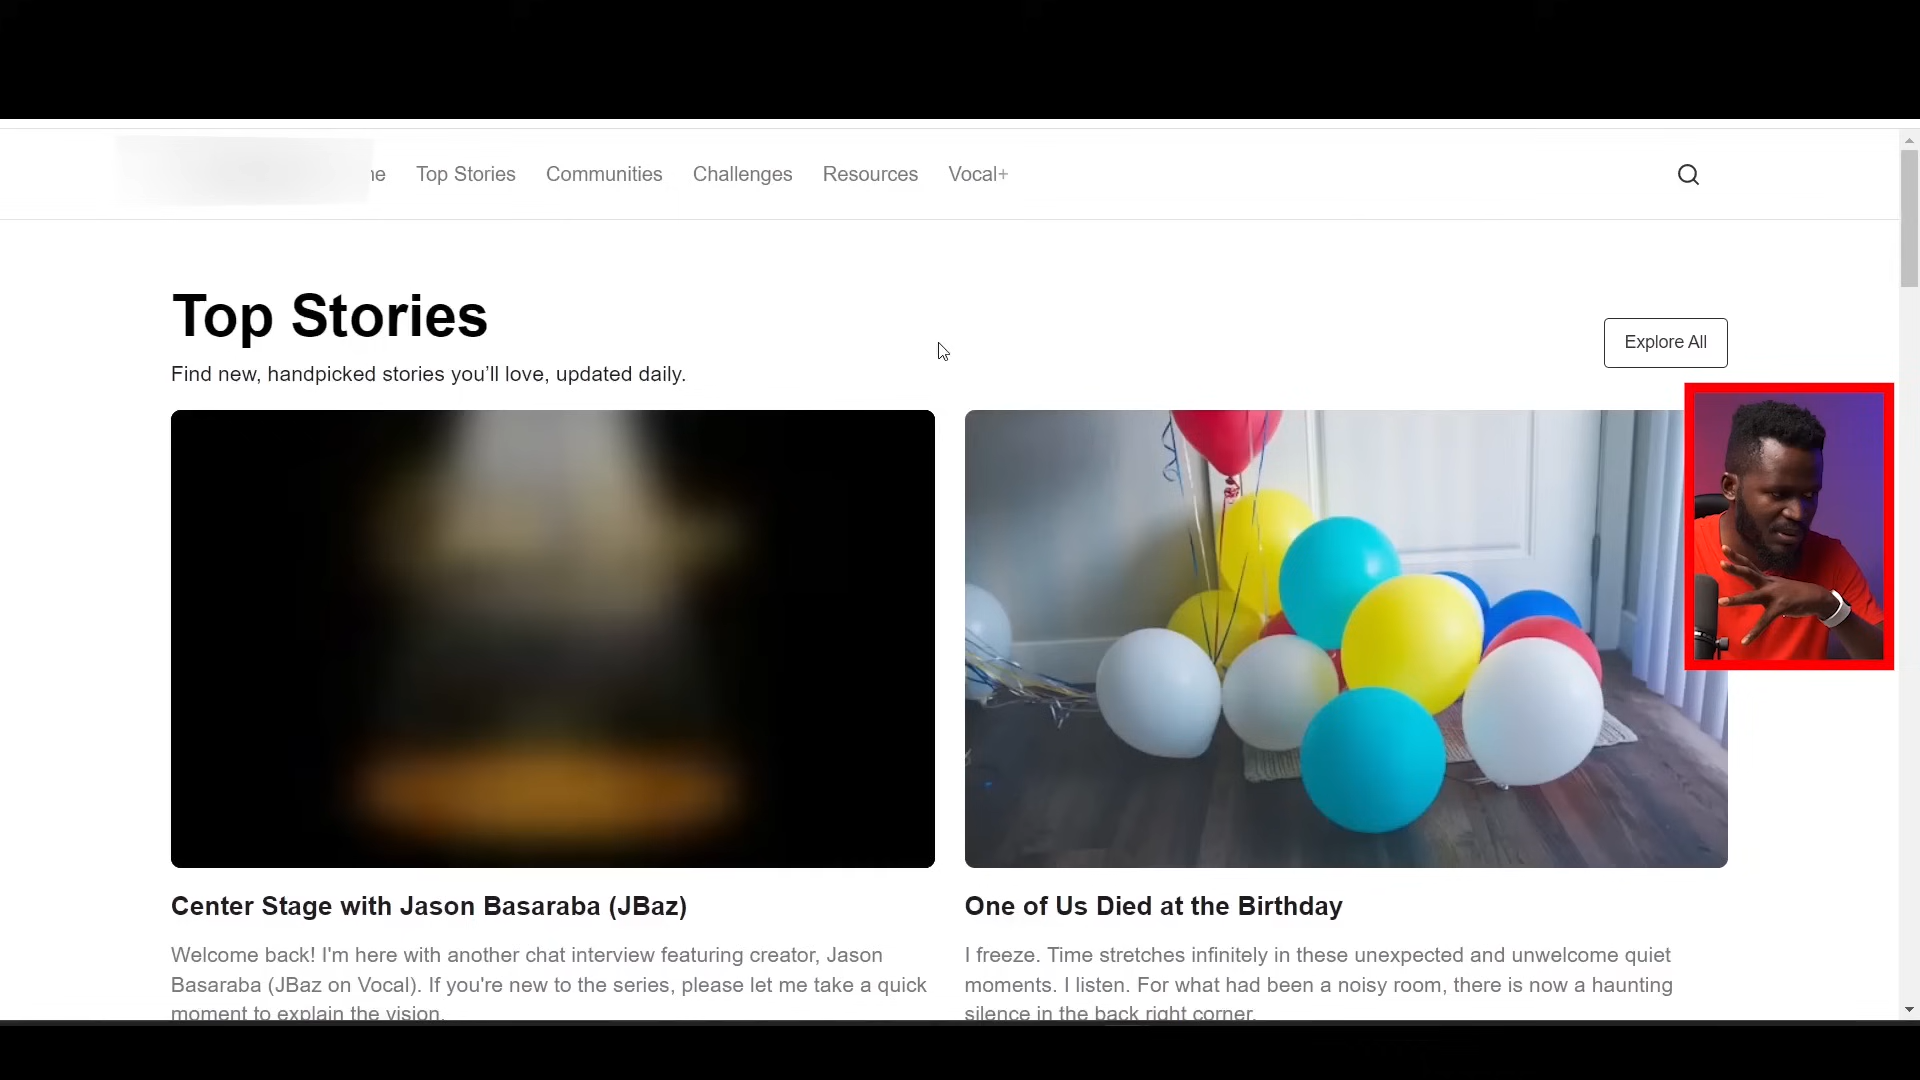 Top Stories Communities Challenges Resources Vocal+
Top Stories
Explore All
Find new, handpicked stories you’ll love, updated daily.
Center Stage with Jason Basaraba (JBaz)
Welcome back! I'm here with another chat interview featuring creator, Jason
Basaraba (JBaz on Vocal). If you're new to the series, please let me take a quick
moment to explain the vision.
One of Us Died at the Birthday
I freeze. Time stretches infinitely in these unexpected and unwelcome quiet
moments. I listen. For what had been a noisy room, there is now a haunting
silence in the back right corner.